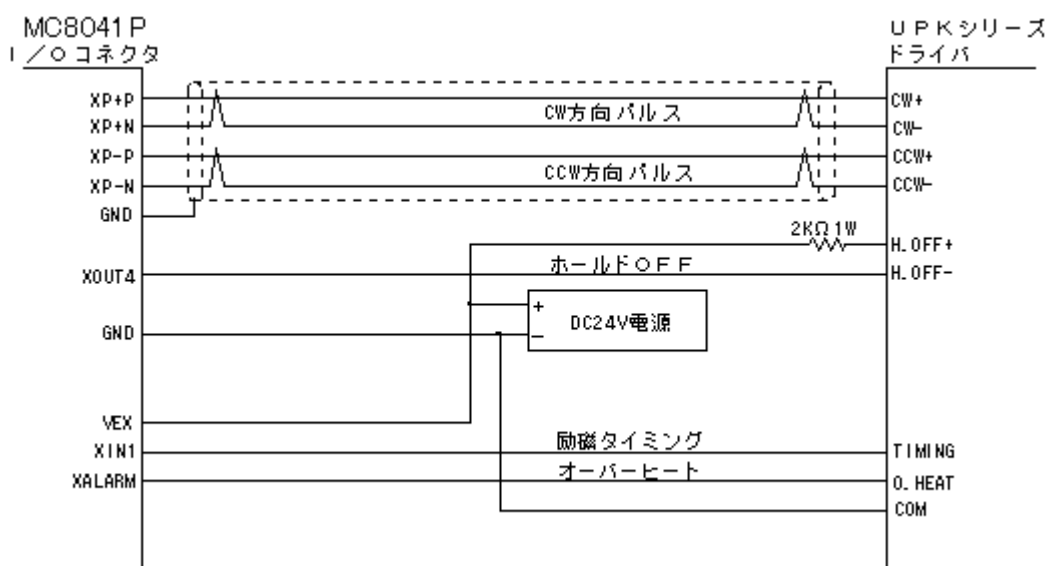 MC8041P
I/Oコネクタ
UPKシリーズ
ドライバ
XP+P
CW方向パルス
CW+
XP+N
CW-
XP-P
CCW方向パルス
CCW+
XP-N
CCW-
GND
2KΩ1W
H.OFF+
XOUT4
ホールドOFF
H.OFF-
+
DC24V電源
GND
-
VEX
XIN1
励磁タイミング
TIMING
XALARM
オーバーヒート
O.HEAT
COM